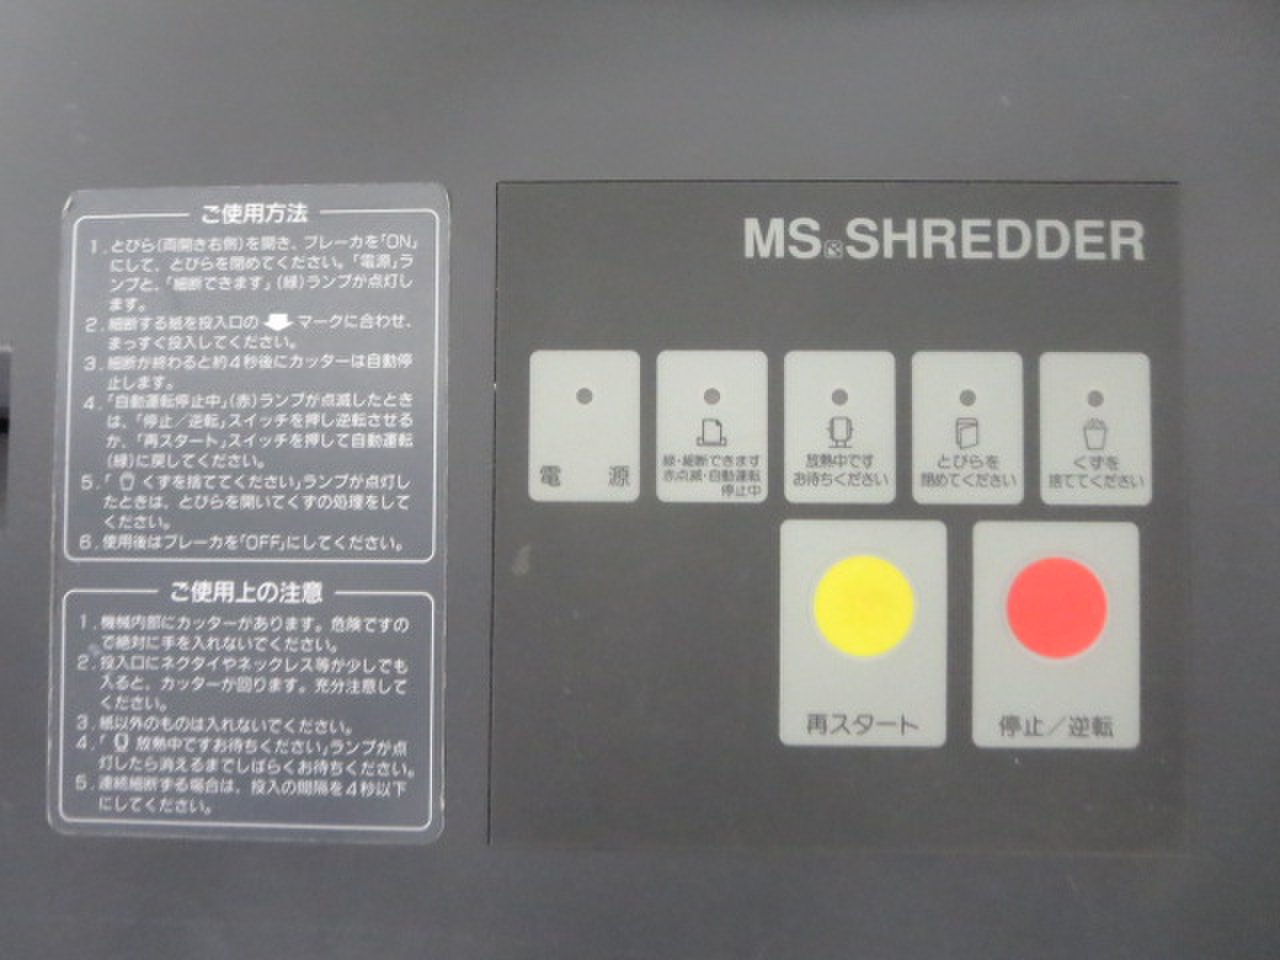 ご使用方法
1.とびら(両開き右側)を開き、ブレーカを「ON」
にして、とびらを閉めてください。「電源」ラ
ンプと、「細断できます」(緑)ランプが点灯し
ます。
2.細断する紙を投入口の マークに合わせ、
まっすぐ投入してください。
3.細断が終わると約4秒後にカッターは自動停
止します。
4.「自動運転停止中」(赤)ランプが点滅したとき
は、「停止/逆転」スイッチを押し逆転させる
か、「再スタート」スイッチを押して自動運転
(緑)に戻してください。
5.「 くずを捨ててください」ランプが点灯し
たときは、とびらを開いてくずの処理をして
ください。
6.使用後はブレーカを「OFF」にしてください。
ご使用上の注意
1.機械内部にカッターがあります。危険ですの
で絶対に手を入れないでください。
2.投入口にネクタイやネックレス等が少しでも
入ると、カッターが回ります。充分注意して
ください。
3.紙以外のものは入れないでください。
4.「 放熱中ですお待ちください」ランプが点
灯したら消えるまでしばらくお待ちください。
5.連続細断する場合は、投入の間隔を4秒以下
にしてください。
MS SHREDDER
電源
緑・細断できます
赤点滅・自動運転
停止中
放熱中です
お待ちください
とびらを
閉めてください
くずを
捨ててください
再スタート
停止/逆転